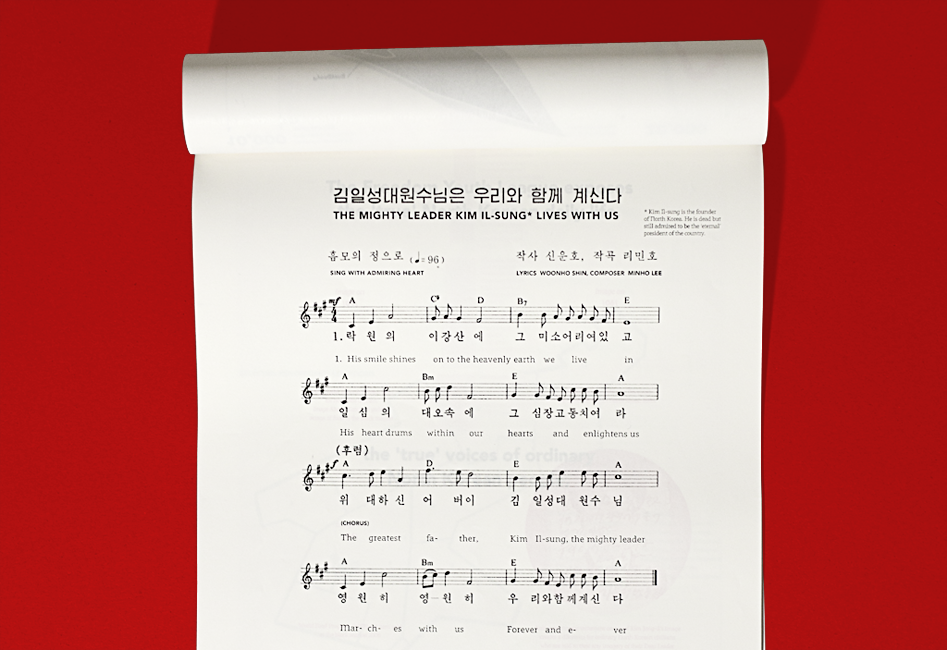 김일성대원수님은 우리와 함께 계신다
THE MIGHTY LEADER KIM IL-SUNG* LIVES WITH US
* Kim Il-sung is the founder
of North Korea. He is dead but
still admired to be the 'eternal'
president of the country.
흠모의 정으로 (♩= 96) 작사 신운호, 작곡 리민호
SING WITH ADMIRING HEART LYRICS WOONHO SHIN, COMPOSER MINHO LEE
mf A C# D B7 E
1. 락 원 의 이강산 에 그 미소어리여있 고
1. His smile shines on to the heavenly earth we live in
A Bm E A
일 심 의 대오속 에 그 심장고동치여 라
His heart drums within our hearts and enlightens us
(후렴)
f A D E A
위 대하 신 어 버이 김 일성대 원수 님
(CHORUS)
The greatest fa- ther, Kim Il-sung, the mighty leader
A Bm E A
영 원 히 영 원 히 우 리와함께계신 다
Mar- ch- es with us Forever and e- ver